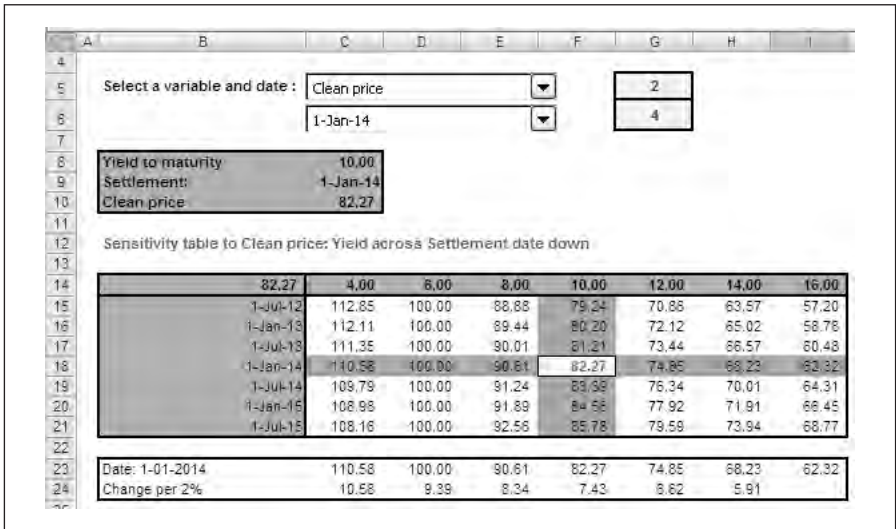 A B C D E F G H I
4
5 Select a variable and date : Clean price 2
6 1-Jan-14 4
7
8 Yield to maturity 10.00
9 Settlement: 1-Jan-14
10 Clean price 82.27
11
12 Sensitivity table to Clean price: Yield across Settlement date down
13
14 82.27 4.00 6.00 8.00 10.00 12.00 14.00 16.00
15 1-Jul-12 112.85 100.00 88.88 79.24 70.86 63.57 57.20
16 1-Jan-13 112.11 100.00 89.44 80.20 72.12 65.02 58.78
17 1-Jul-13 111.35 100.00 90.01 81.21 73.44 66.57 60.48
18 1-Jan-14 110.58 100.00 90.61 82.27 74.85 68.23 62.32
19 1-Jul-14 109.79 100.00 91.24 83.39 76.34 70.01 64.31
20 1-Jan-15 108.98 100.00 91.89 84.56 77.92 71.91 66.45
21 1-Jul-15 108.16 100.00 92.56 85.78 79.59 73.94 68.77
22
23 Date: 1-01-2014 110.58 100.00 90.61 82.27 74.85 68.23 62.32
24 Change per 2% 10.58 9.39 8.34 7.43 6.62 5.91